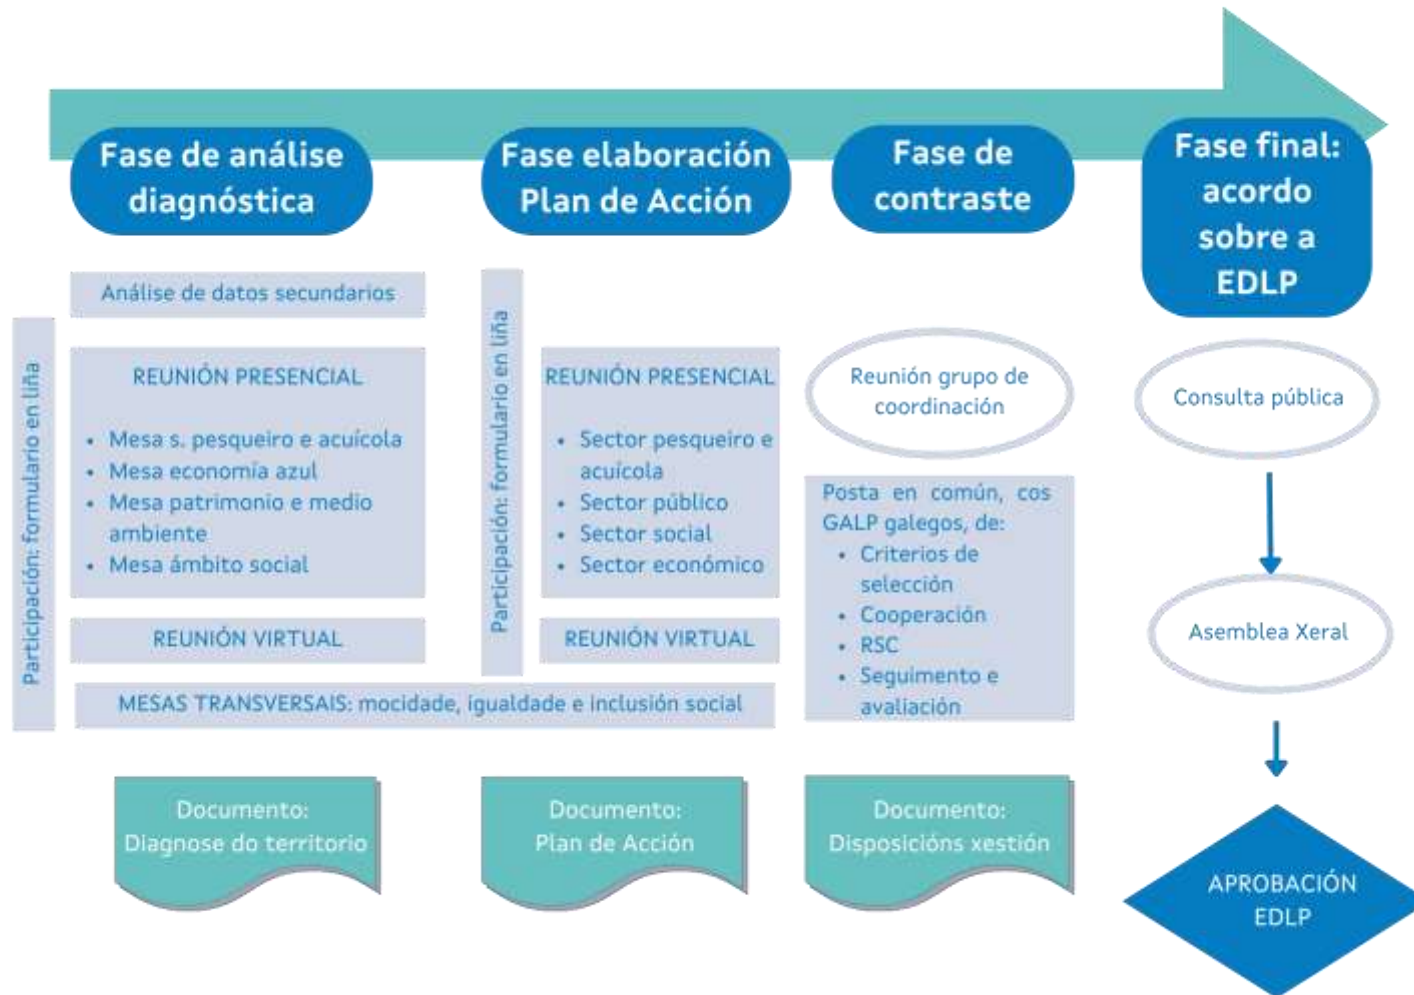 Fase de análise
diagnóstica
Análise de datos secundarios
Participación: formulario en liña
REUNIÓN PRESENCIAL
• Mesa s. pesqueiro e acuícola
• Mesa economía azul
• Mesa patrimonio e medio
ambiente
• Mesa ámbito social
REUNIÓN VIRTUAL
Fase elaboración
Plan de Acción
Participación: formulario en liña
REUNIÓN PRESENCIAL
• Sector pesqueiro e
acuícola
• Sector público
• Sector social
• Sector económico
REUNIÓN VIRTUAL
MESAS TRANSVERSAIS: mocidade, igualdade e inclusión social
Fase de
contraste
Reunión grupo de
coordinación
Posta en común, cos
GALP galegos, de:
• Criterios de
selección
• Cooperación
• RSC
• Seguimento e
avaliación
Fase final:
acordo
sobre a
EDLP
Consulta pública
Asemblea Xeral
Documento:
Diagnose do territorio
Documento:
Plan de Acción
Documento:
Disposicións xestión
APROBACIÓN
EDLP